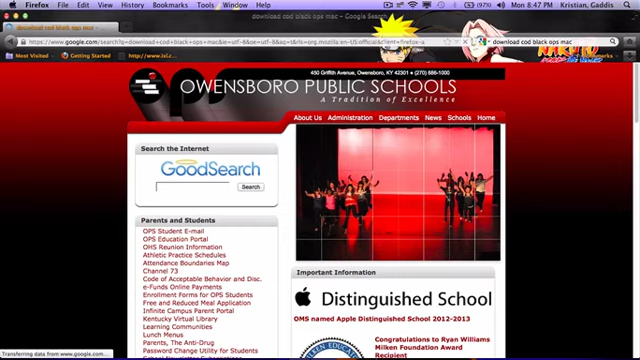 Firefox File Edit View History Bookmarks Tools Window Help
Mon 8:47 PM Kristian, Gaddis
download cod black ops mac - Google Search
download cod black ops mac
download cod black ops mac
Most Visited
Getting Started
Bookmarks
OPS
450 Griffith Avenue, Owensboro, KY 42301 • (270) 686-1000
OWENSBORO PUBLIC SCHOOLS
A Tradition of Excellence
About Us Administration Departments News Schools Home
Search the Internet
GoodSearch
Search
Parents and Students
OPS Student E-mail
OPS Education Portal
OHS Reunion Information
Athletic Practice Schedules
Attendance Boundaries Map
Channel 73
Code of Acceptable Behavior and Disc.
e-Funds Online Payments
Enrollment Forms for OPS Students
Free and Reduced Meal Application
Infinite Campus Parent Portal
Kentucky Virtual Library
Learning Communities
Lunch Menus
Parents, The Anti-Drug
Password Change Utility for Students
Important Information
Distinguished School
OMS named Apple Distinguished School 2012-2013
Congratulations to Ryan Williams
Milken Foundation Award
Recipient
Transferring data from www.google.com...